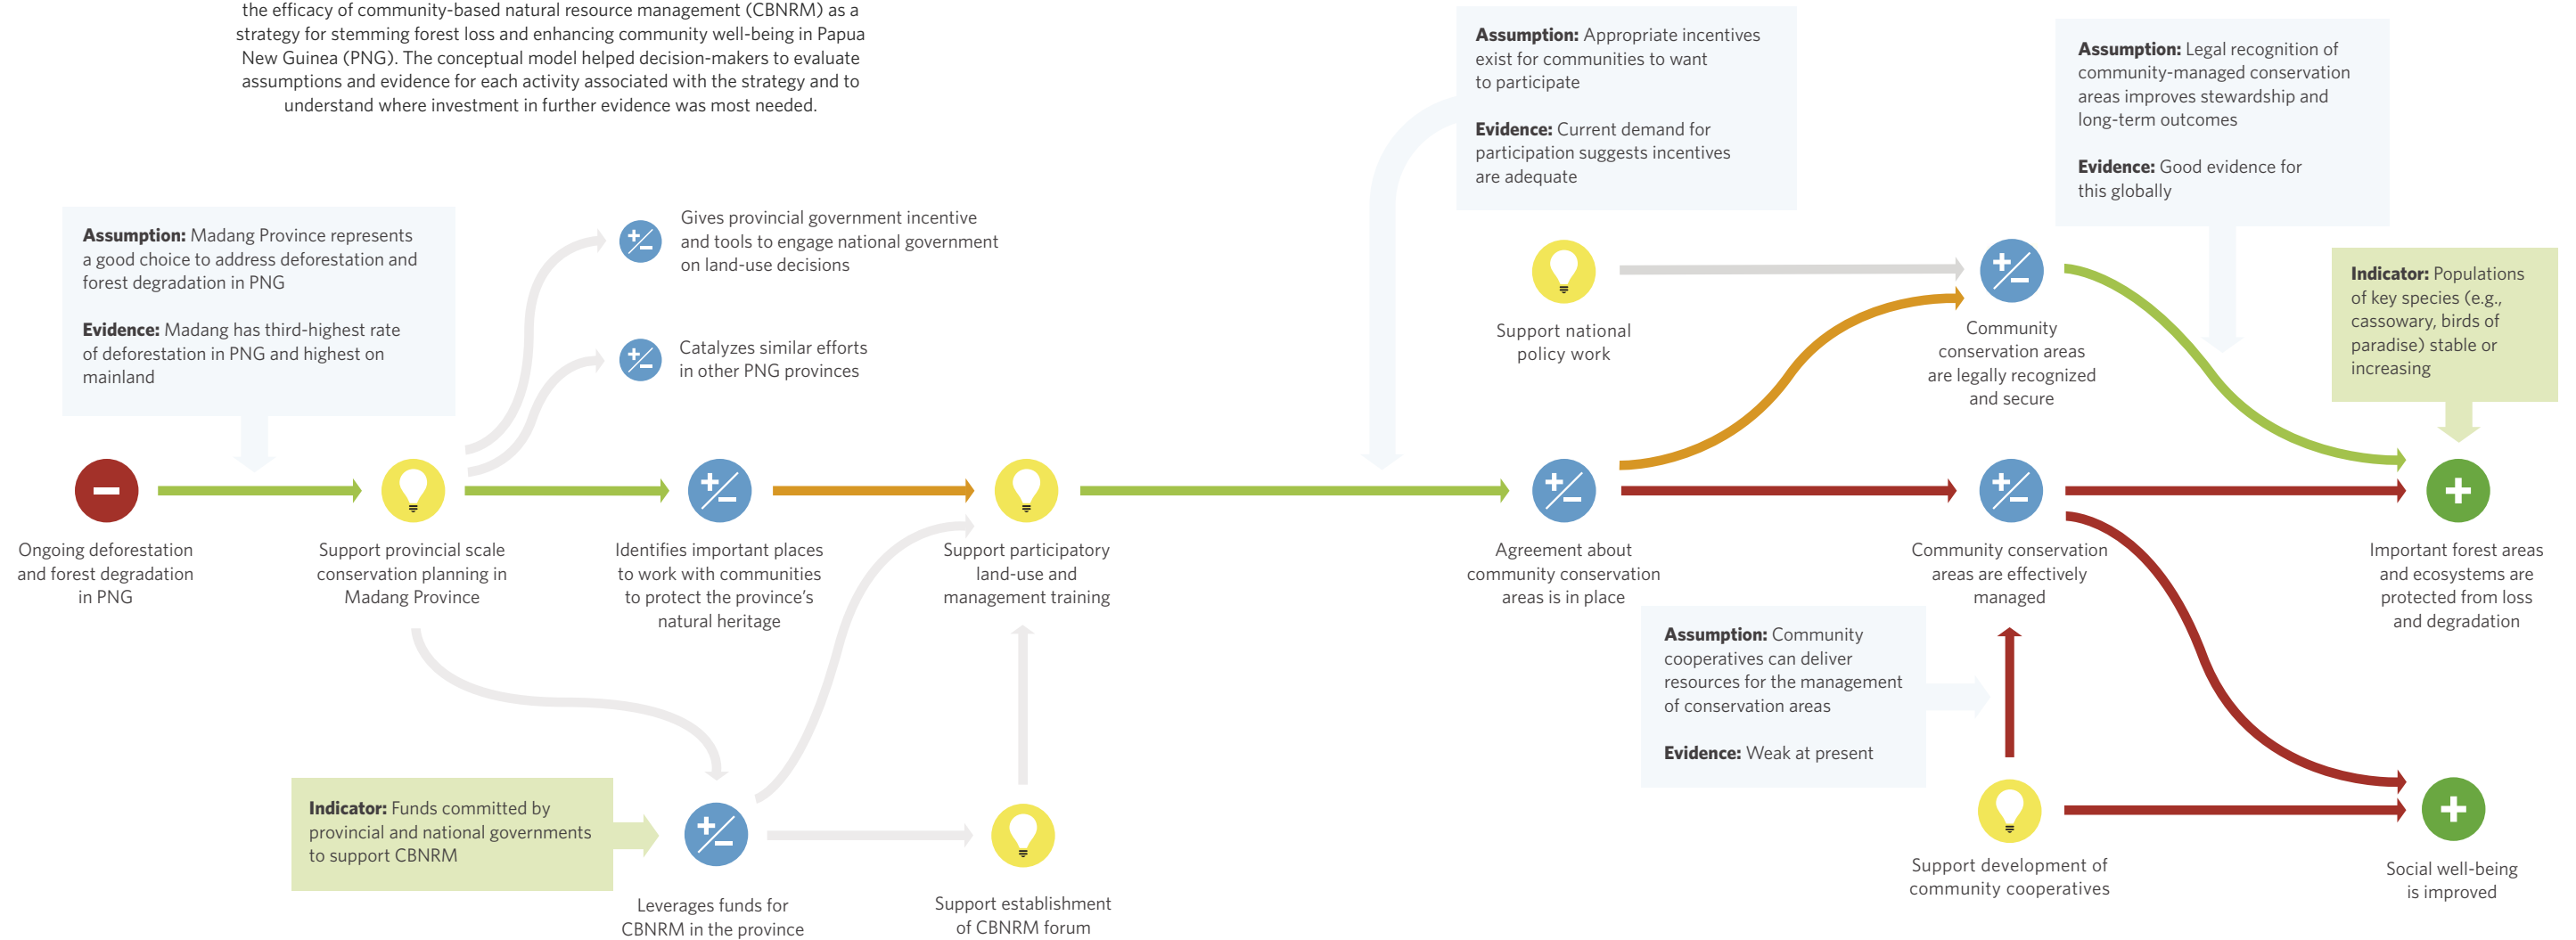 the efficacy of community-based natural resource management (CBNRM) as a
strategy for stemming forest loss and enhancing community well-being in Papua
New Guinea (PNG). The conceptual model helped decision-makers to evaluate
assumptions and evidence for each activity associated with the strategy and to
understand where investment in further evidence was most needed.
Assumption: Madang Province represents
a good choice to address deforestation and
forest degradation in PNG
Evidence: Madang has third-highest rate
of deforestation in PNG and highest on
mainland
Gives provincial government incentive
and tools to engage national government
on land-use decisions
Catalyzes similar efforts
in other PNG provinces
Assumption: Appropriate incentives
exist for communities to want
to participate
Evidence: Current demand for
participation suggests incentives
are adequate
Assumption: Legal recognition of
community-managed conservation
areas improves stewardship and
long-term outcomes
Evidence: Good evidence for
this globally
Indicator: Populations
of key species (e.g.,
cassowary, birds of
paradise) stable or
increasing
Support national
policy work
Community
conservation areas
are legally recognized
and secure
Ongoing deforestation
and forest degradation
in PNG
Support provincial scale
conservation planning in
Madang Province
Identifies important places
to work with communities
to protect the province's
natural heritage
Support participatory
land-use and
management training
Agreement about
community conservation
areas is in place
Community conservation
areas are effectively
managed
Important forest areas
and ecosystems are
protected from loss
and degradation
Assumption: Community
cooperatives can deliver
resources for the management
of conservation areas
Evidence: Weak at present
Indicator: Funds committed by
provincial and national governments
to support CBNRM
Leverages funds for
CBNRM in the province
Support establishment
of CBNRM forum
Support development of
community cooperatives
Social well-being
is improved